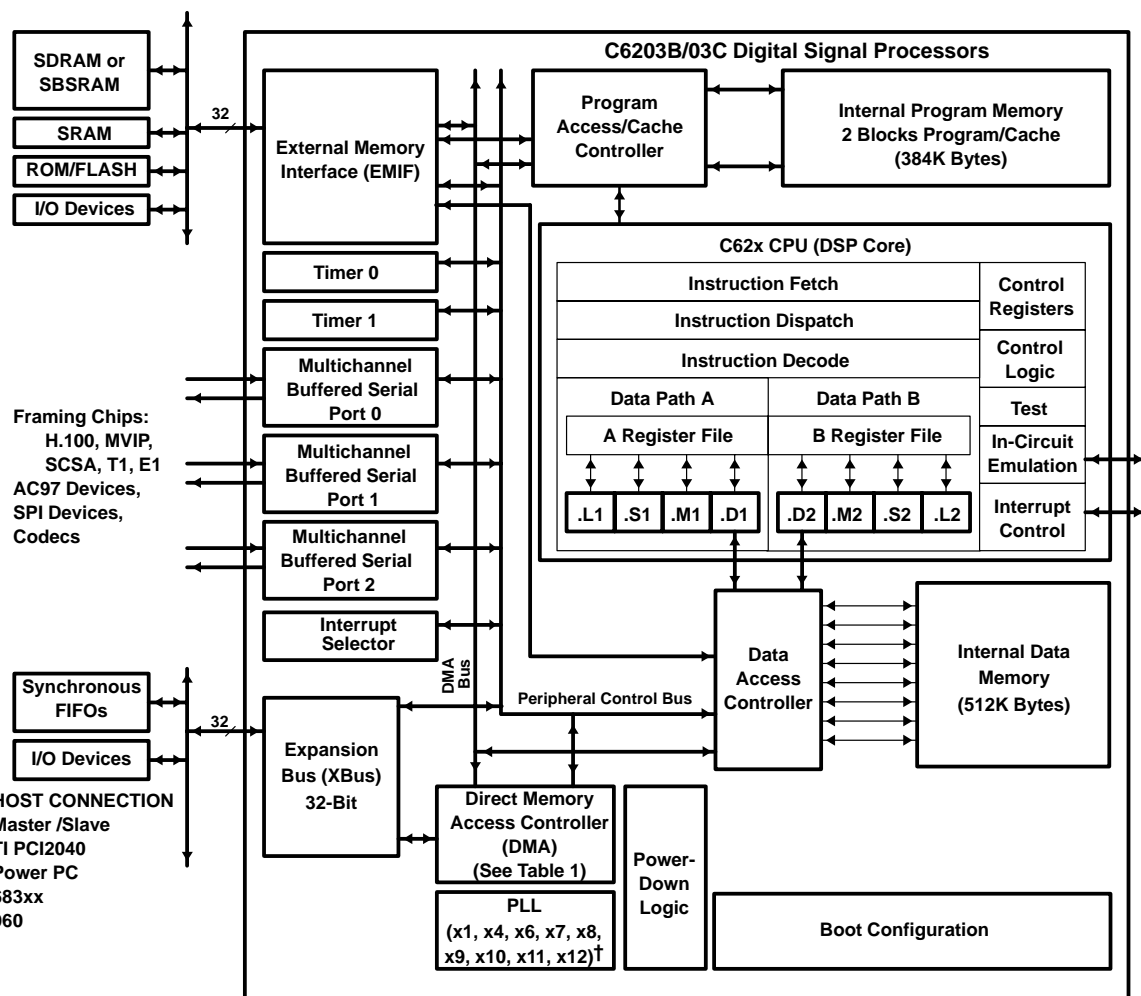 C6203B/03C Digital Signal Processors
SDRAM or
SBSRAM
SRAM
ROM/FLASH
I/O Devices
32
External Memory
Interface (EMIF)
Program
Access/Cache
Controller
Internal Program Memory
2 Blocks Program/Cache
(384K Bytes)
Timer 0
Timer 1
Multichannel
Buffered Serial
Port 0
Multichannel
Buffered Serial
Port 1
Multichannel
Buffered Serial
Port 2
Interrupt
Selector
Framing Chips:
H.100, MVIP,
SCSA, T1, E1
AC97 Devices,
SPI Devices,
Codecs
C62x CPU (DSP Core)
Instruction Fetch
Instruction Dispatch
Instruction Decode
Data Path A
Data Path B
A Register File
B Register File
.L1 .S1 .M1 .D1
.D2 .M2 .S2 .L2
Control
Registers
Control
Logic
Test
In-Circuit
Emulation
Interrupt
Control
DMA
Bus
Peripheral Control Bus
Data
Access
Controller
Internal Data
Memory
(512K Bytes)
Synchronous
FIFOs
I/O Devices
32
Expansion
Bus (XBus)
32-Bit
HOST CONNECTION
Master /Slave
TI PCI2040
Power PC
683xx
960
Direct Memory
Access Controller
(DMA)
(See Table 1)
PLL
(x1, x4, x6, x7, x8,
x9, x10, x11, x12)†
Power-
Down
Logic
Boot Configuration